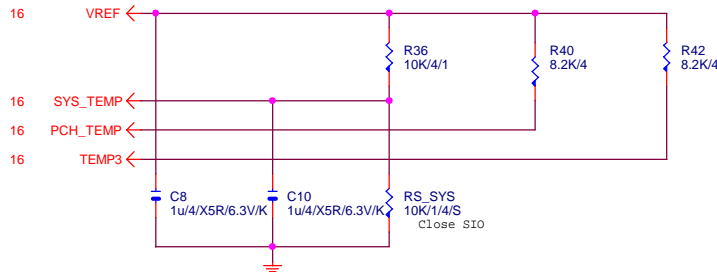 16 VREF
R36
10K/4/1
R40
8.2K/4
R42
8.2K/4
16 SYS_TEMP
16 PCH_TEMP
16 TEMP3
C8
1u/4/X5R/6.3V/K
C10
1u/4/X5R/6.3V/K
RS_SYS
10K/1/4/S
Close SIO